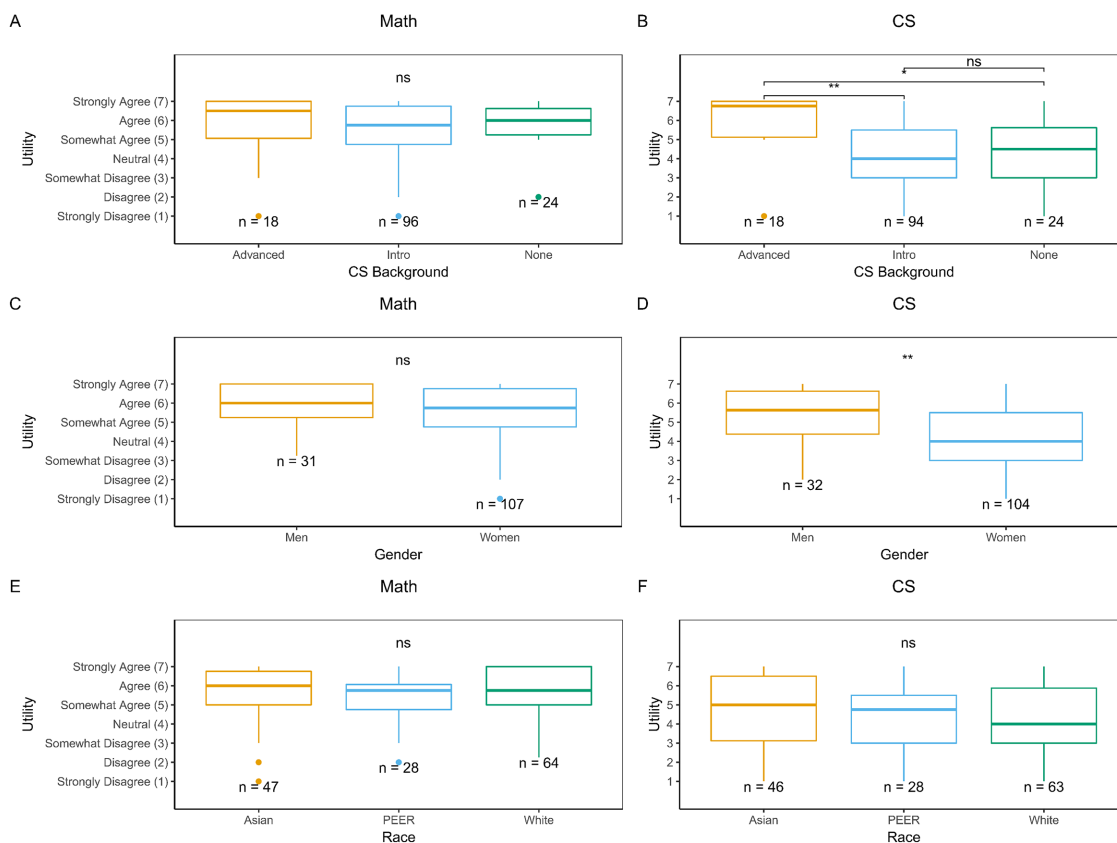 A
Math
ns
Strongly Agree (7)
Agree (6)
Somewhat Agree (5)
Neutral (4)
Somewhat Disagree (3)
Disagree (2)
Strongly Disagree (1)
Utility
n = 18
n = 96
n = 24
Advanced
Intro
None
CS Background
B
CS
ns
*
**
7
6
5
4
3
2
1
Utility
n = 18
n = 94
n = 24
Advanced
Intro
None
CS Background
C
Math
ns
Strongly Agree (7)
Agree (6)
Somewhat Agree (5)
Neutral (4)
Somewhat Disagree (3)
Disagree (2)
Strongly Disagree (1)
Utility
n = 31
n = 107
Men
Women
Gender
D
CS
**
7
6
5
4
3
2
1
Utility
n = 32
n = 104
Men
Women
Gender
E
Math
ns
Strongly Agree (7)
Agree (6)
Somewhat Agree (5)
Neutral (4)
Somewhat Disagree (3)
Disagree (2)
Strongly Disagree (1)
Utility
n = 47
n = 28
n = 64
Asian
PEER
White
Race
F
CS
ns
7
6
5
4
3
2
1
Utility
n = 46
n = 28
n = 63
Asian
PEER
White
Race